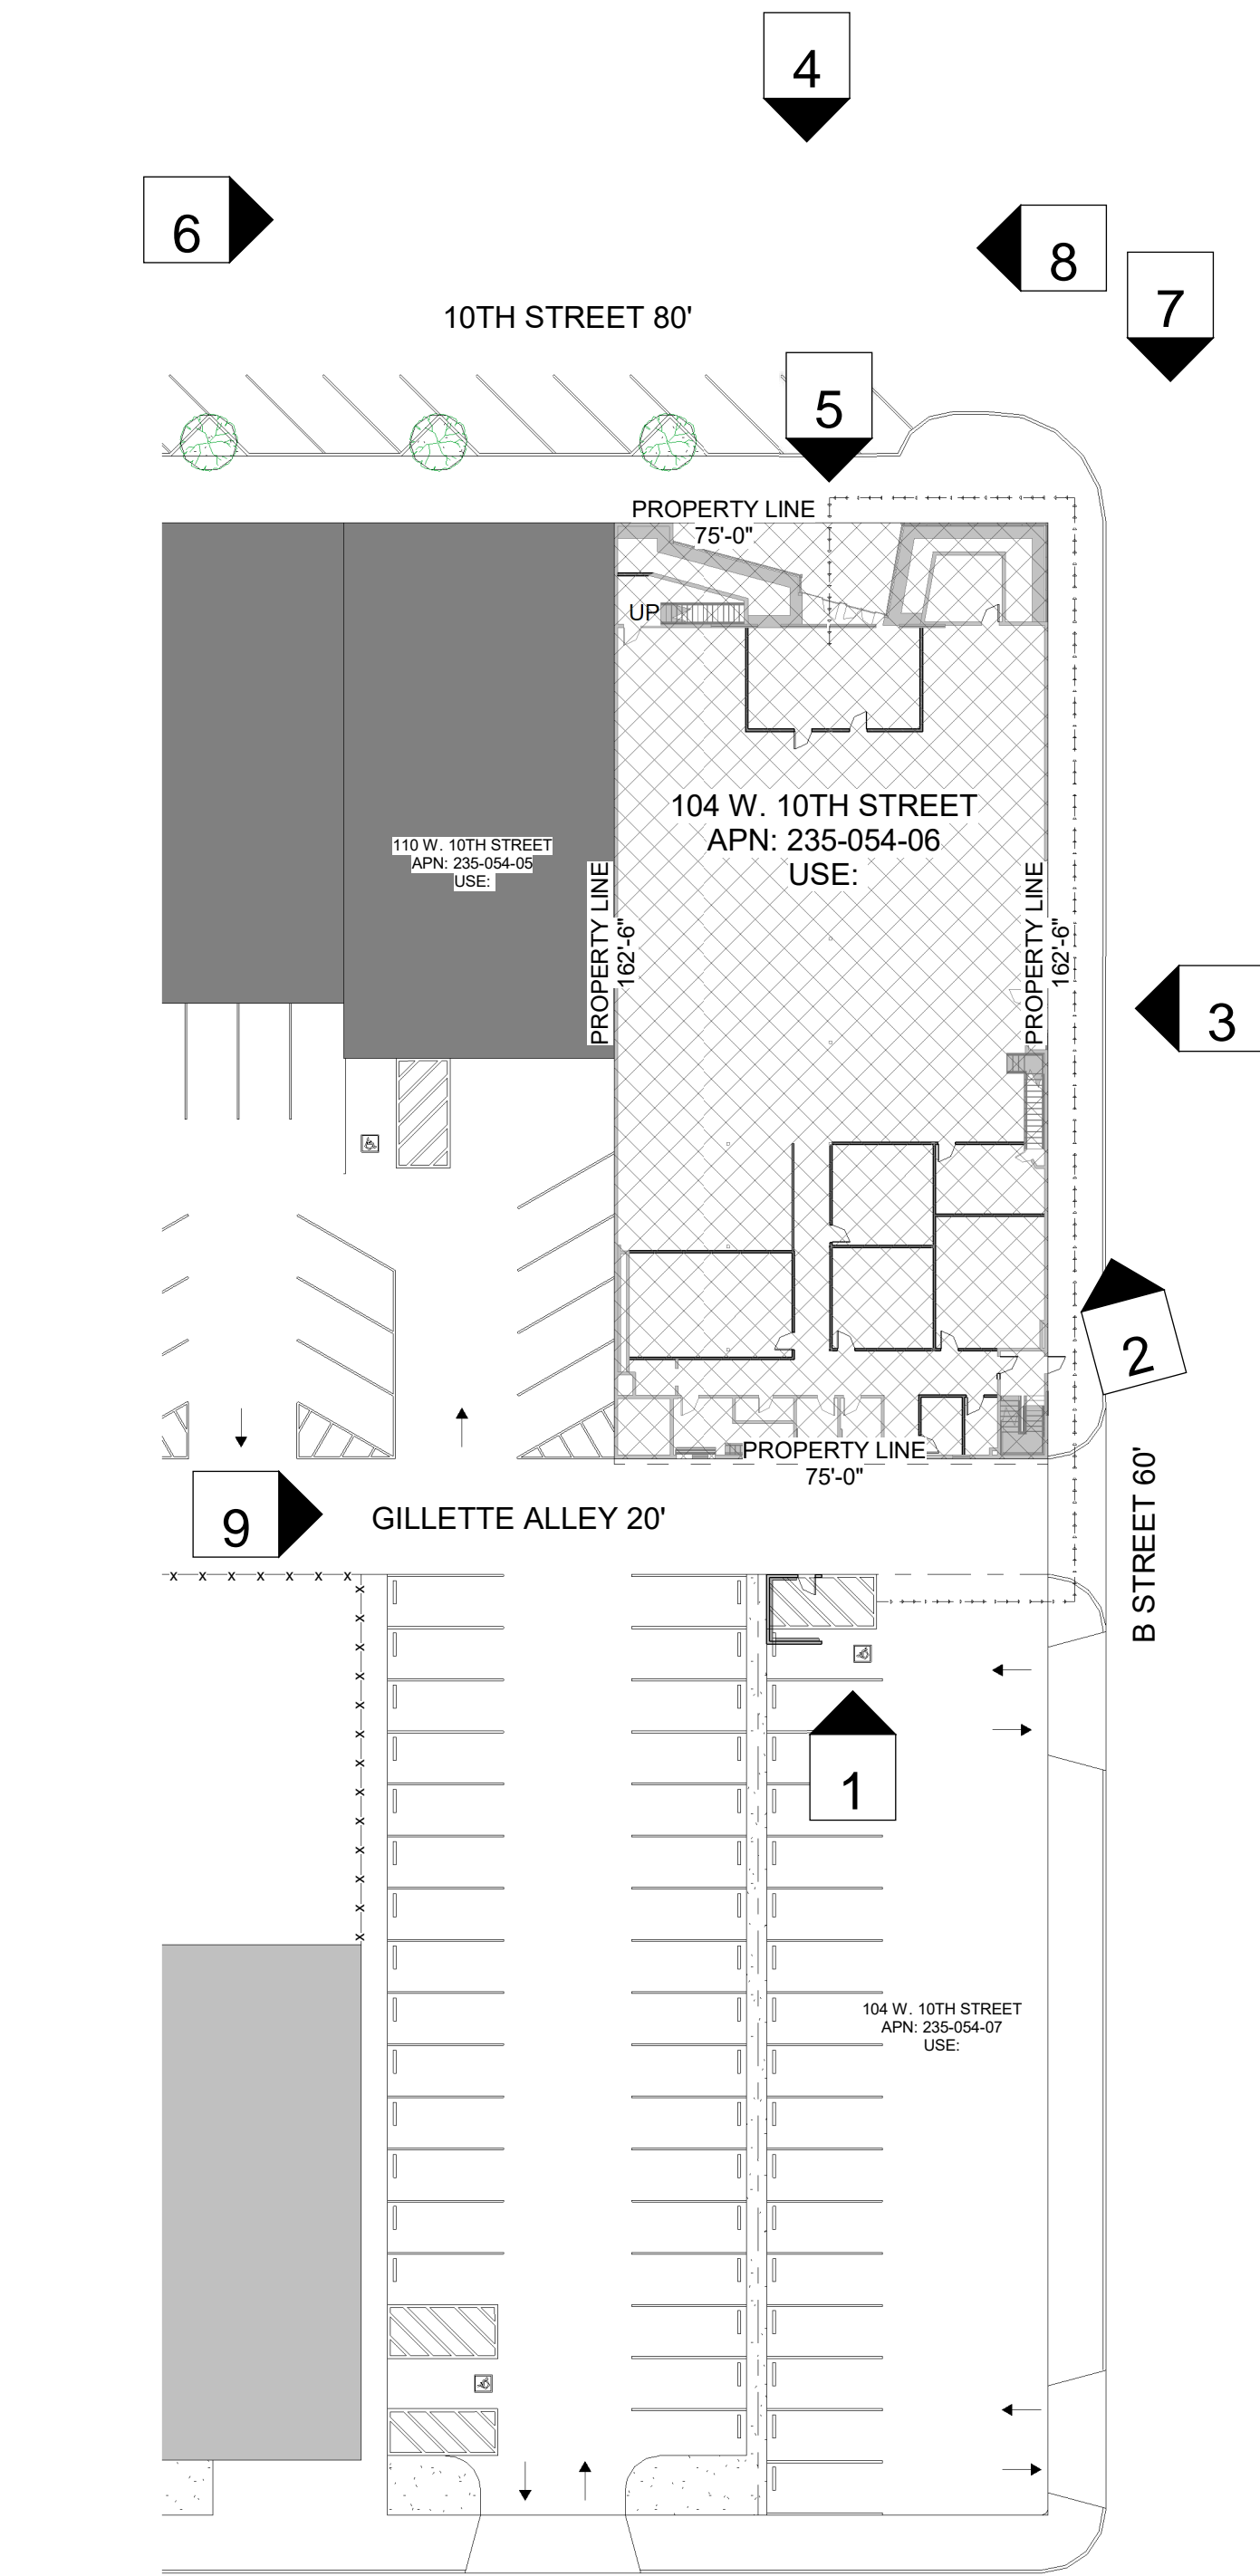 4
6
8
7
10TH STREET 80'
5
PROPERTY LINE
75'-0"
UP
104 W. 10TH STREET
APN: 235-054-06
USE:
110 W. 10TH STREET
APN: 235-054-05
USE:
PROPERTY LINE
162'-6"
PROPERTY LINE
162'-6"
3
2
PROPERTY LINE
75'-0"
9
GILLETTE ALLEY 20'
B STREET 60'
x x x x x x x
x
x
x
x
x
x
x
x
x
x
x
x
x
1
104 W. 10TH STREET
APN: 235-054-07
USE: